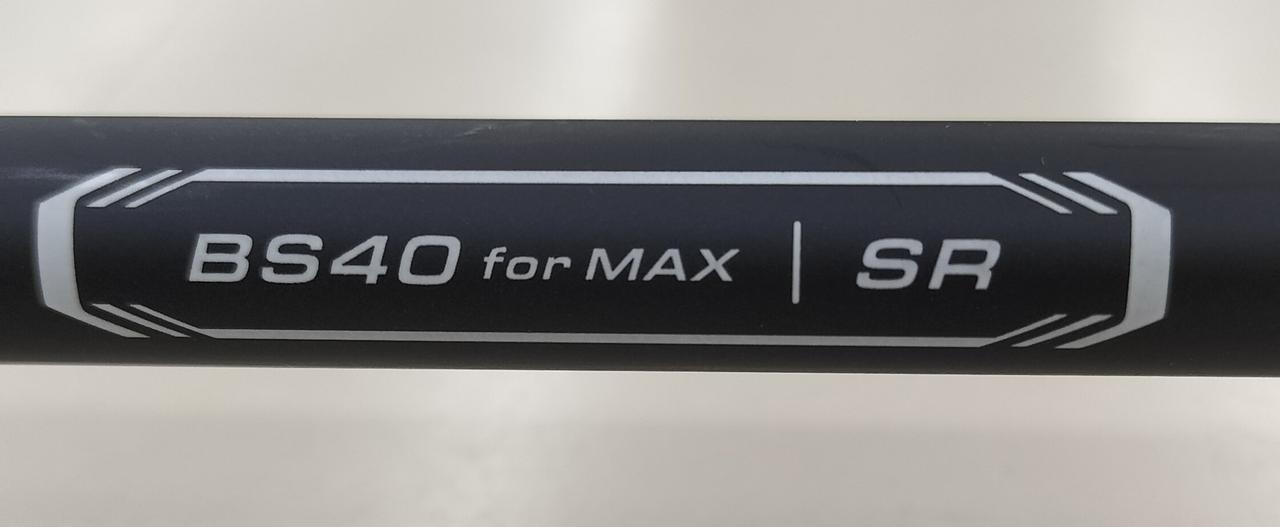 BS40 for MAX | SR